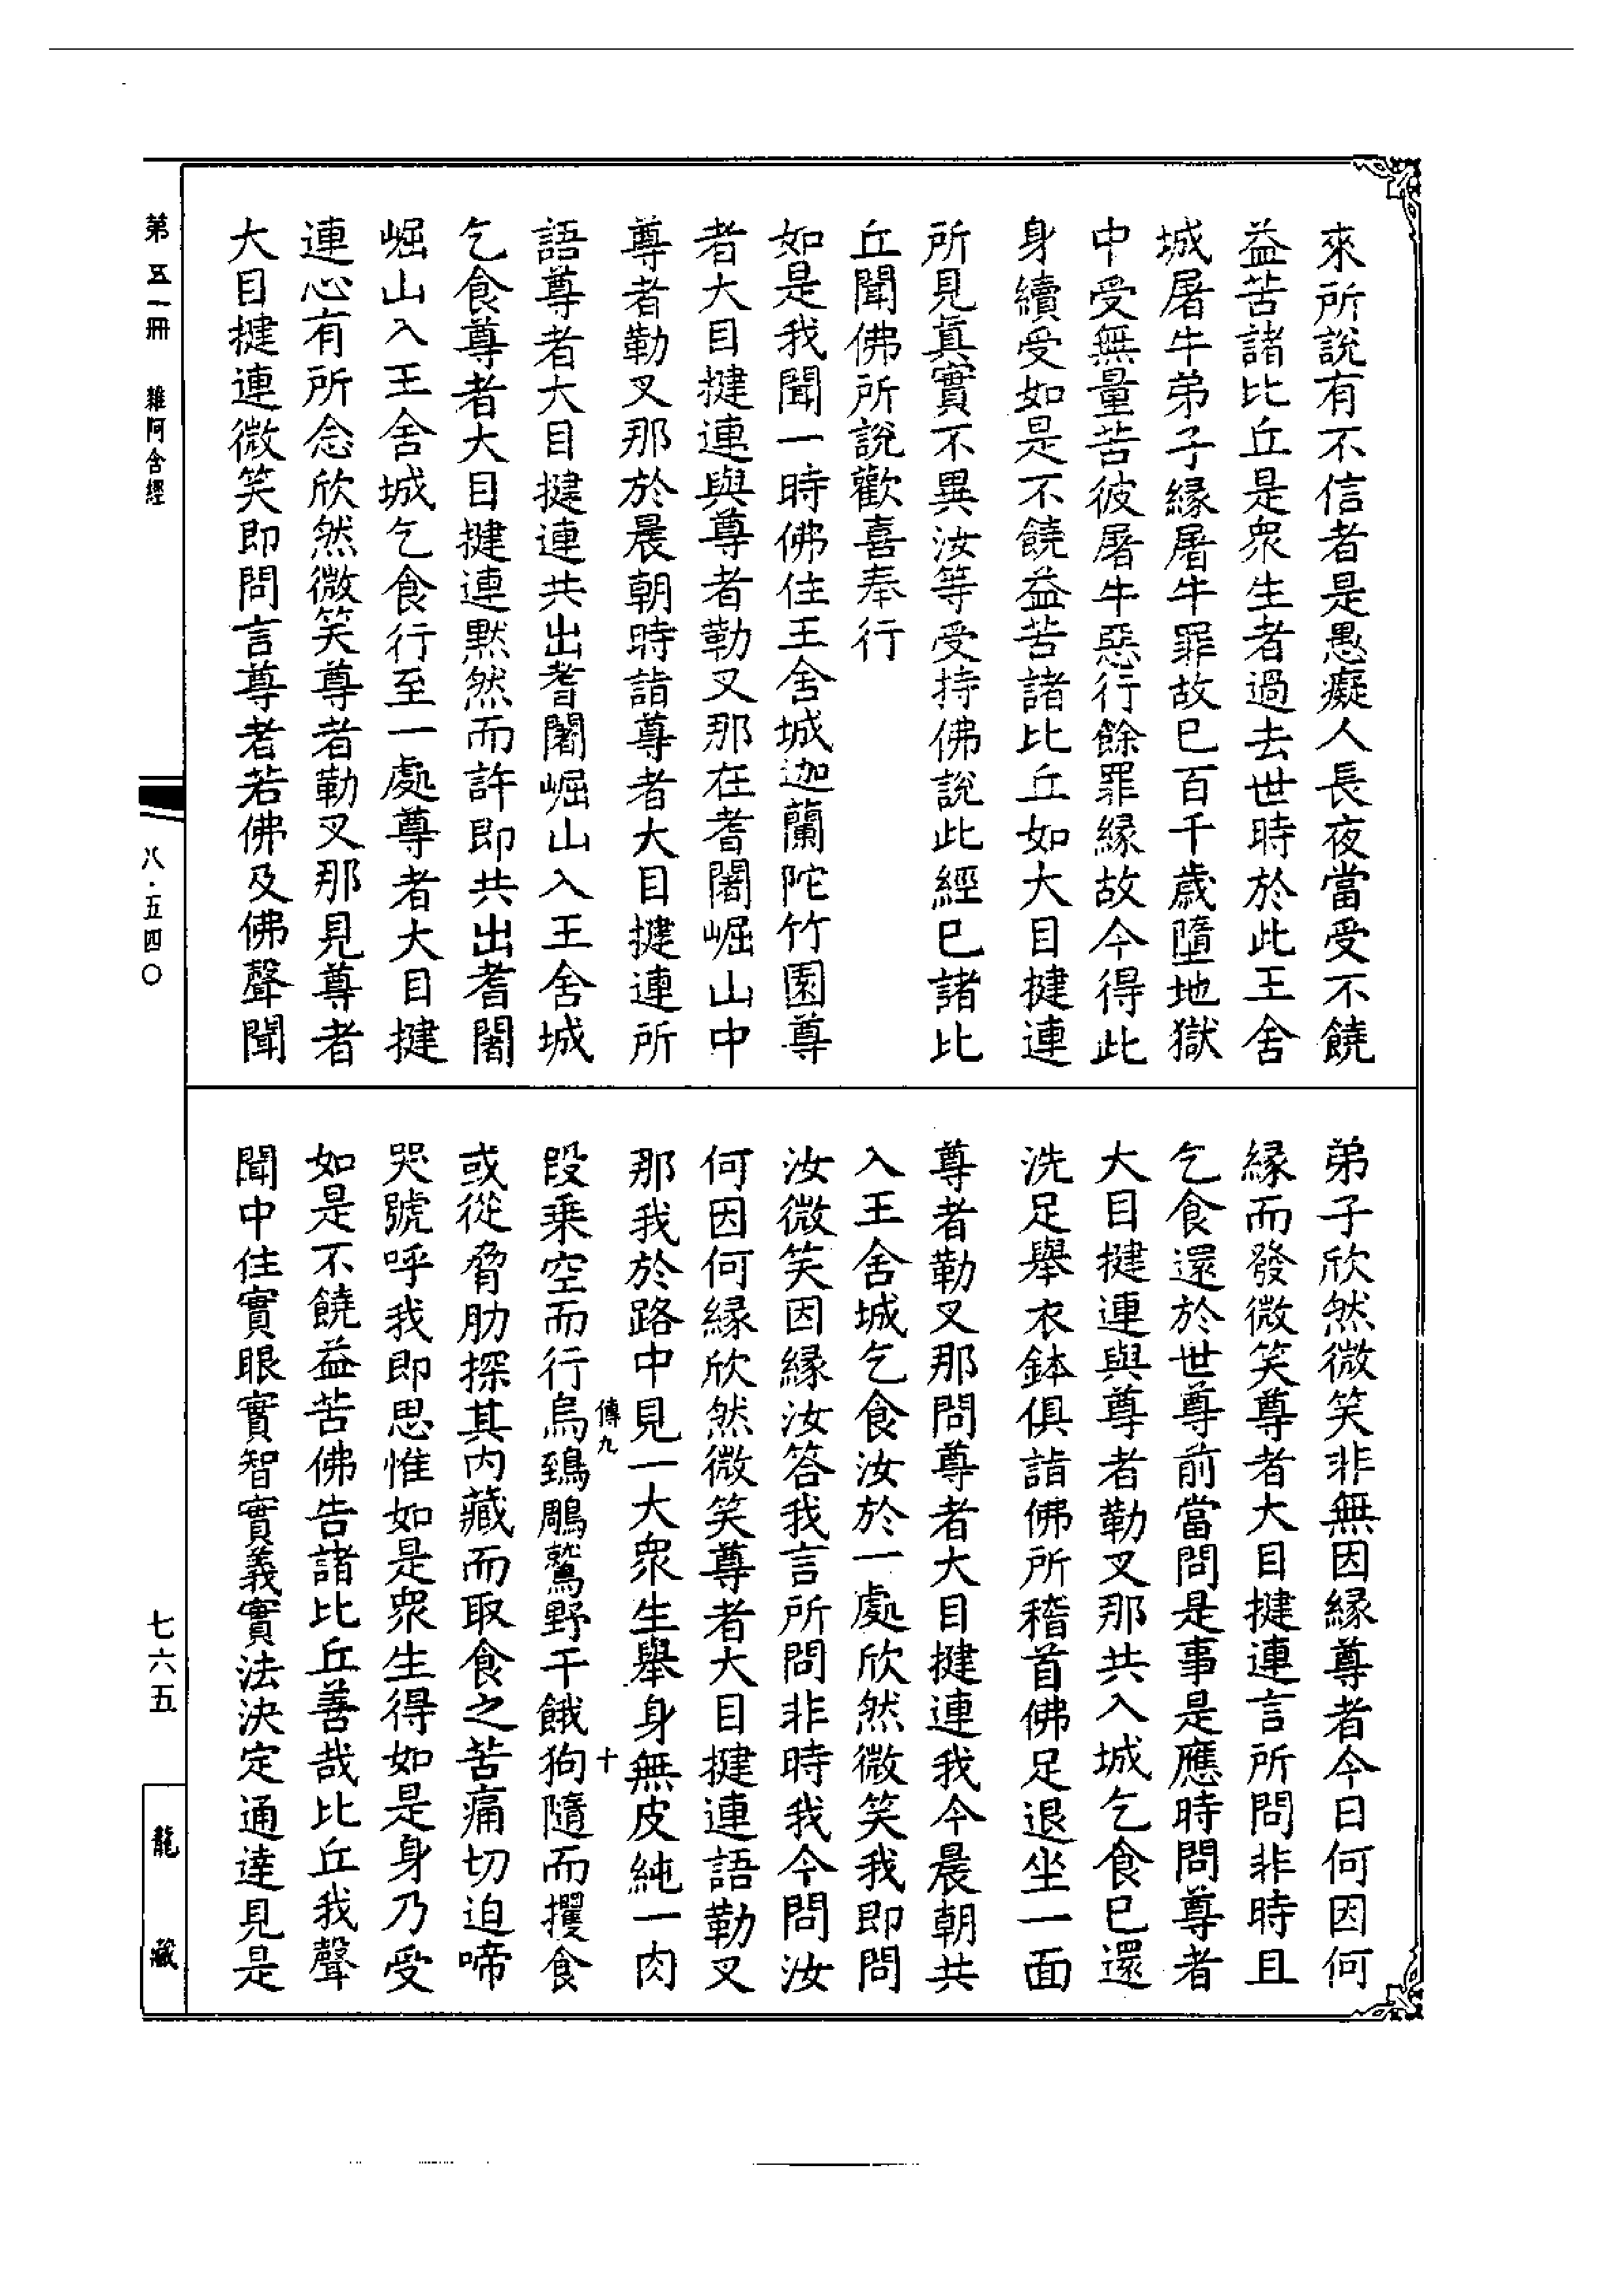 來所說有不信者是愚癡人長夜當受不饒
益苦諸比丘是衆生者過去世時於此王舍
城屠牛弟子緣屠牛罪故已百千歲墮地獄
中受無量苦彼屠牛惡行餘罪緣故今得此
身續受如是不饒益苦諸比丘如大目揵連
所見真實不異汝等受持佛說此經已諸比
丘聞佛所說歡喜奉行
如是我聞一時佛住王舍城迦蘭陀竹園尊
者大目揵連與尊者勒叉那在耆闍崛山中
尊者勒叉那於晨朝時詣尊者大目揵連所
語尊者大目揵連共出耆闍崛山入王舍城
乞食尊者大目揵連默然而許即共出耆闍
崛山入王舍城乞食行至一處尊者大目揵
連心有所念欣然微笑尊者勒叉那見尊者
大目揵連微笑即問言尊者若佛及佛聲聞
弟子欣然微笑非無因緣尊者今日何因何
緣而發微笑尊者大目揵連言所問非時且
乞食還於世尊前當問是事是應時問尊者
大目揵連與尊者勒叉那共入城乞食已還
洗足舉衣鉢俱詣佛所稽首佛足退坐一面
尊者勒叉那問尊者大目揵連我今晨朝共
入王舍城乞食汝於一處欣然微笑我即問
汝微笑因緣汝答我言所問非時我今問汝
何因何緣欣然微笑尊者大目揵連語勒叉
那我於路中見一大衆生舉身無皮純一肉
傳九 十
段乗空而行烏鵄鵰鷲野干餓狗隨而攫食
或從脅肋探其内藏而取食之苦痛切迫啼
哭號呼我即思惟如是衆生得如是身乃受
如是不饒益苦佛告諸比丘善哉比丘我聲
聞中住實眼實智實義實法決定通達見是
第五一冊 雜阿含經
八·五四〇
七六五
龍藏